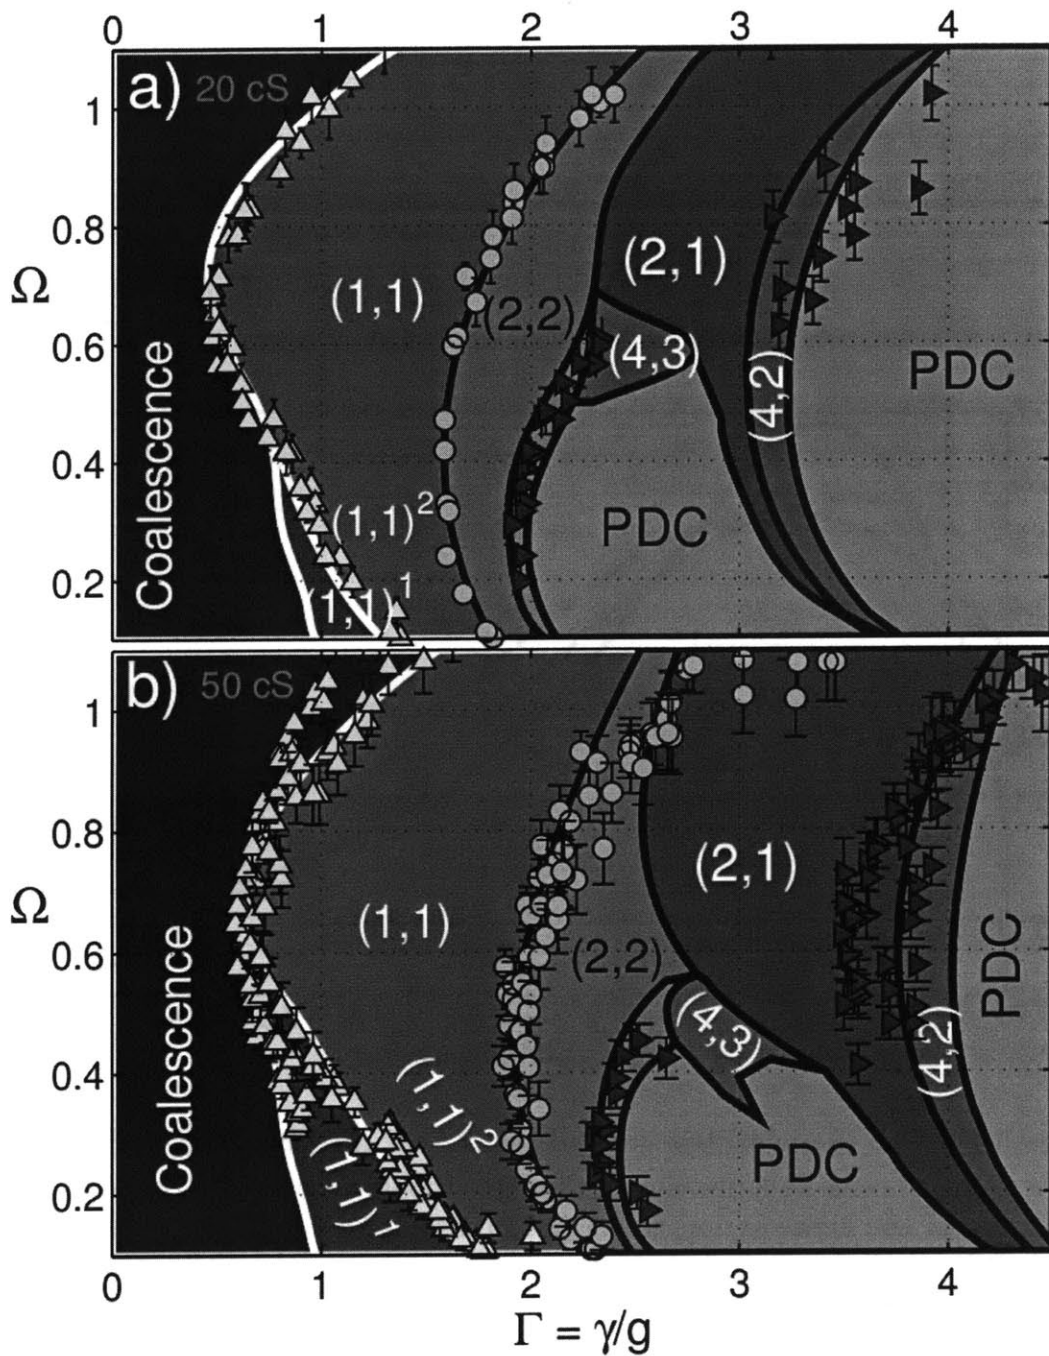 0 1 2 3 4
a) 20 cS
1
0.8
Ω
0.6
0.4
0.2
Coalescence
(1,1)
(2,2)
(2,1)
(4,3)
(4,2)
PDC
PDC
(1,1)²
(1,1)¹
b) 50 cS
1
0.8
Ω
0.6
0.4
0.2
Coalescence
(1,1)
(2,2)
(2,1)
(4,3)
(4,2)
PDC
PDC
(1,1)²
(1,1)¹
0 1 2 3 4
Γ = γ/g